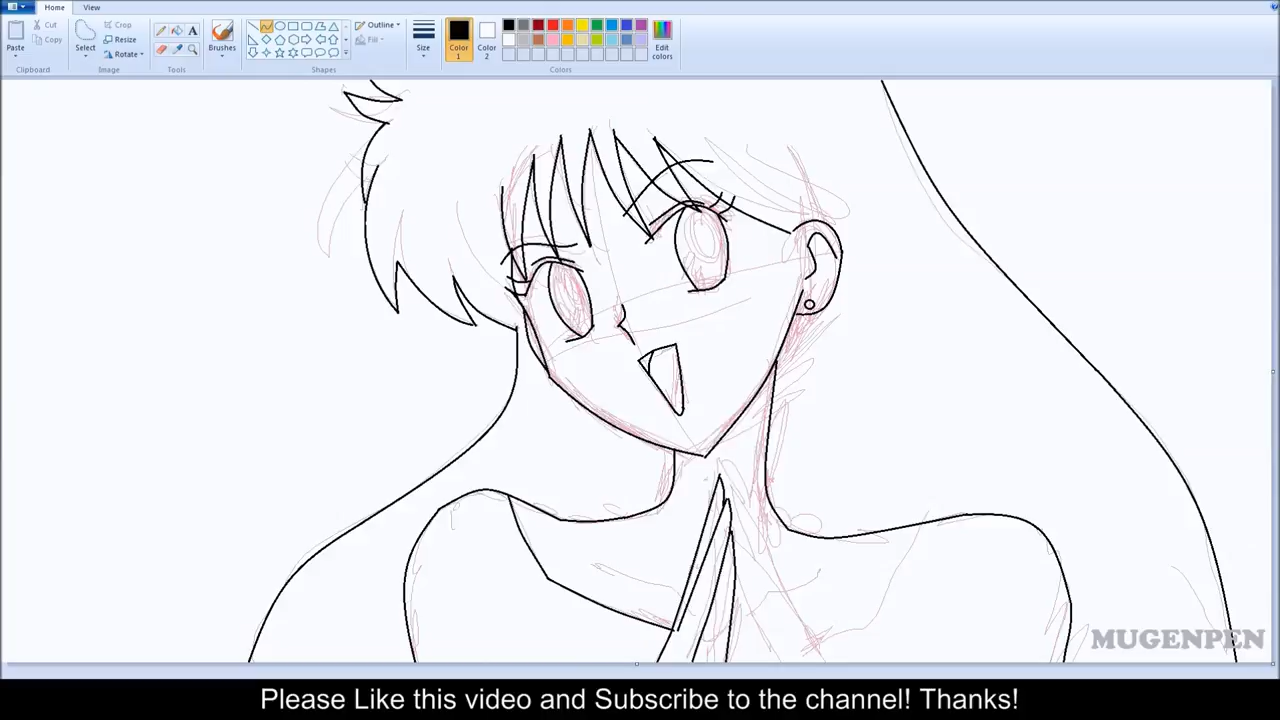 Home View
Paste Cut Copy Clipboard
Select Crop Resize Rotate Image
A Tools
Brushes
Outline Fill Shapes
Size
Color 1 Color 2 Edit colors Colors
MUGENPEN
Please Like this video and Subscribe to the channel! Thanks!